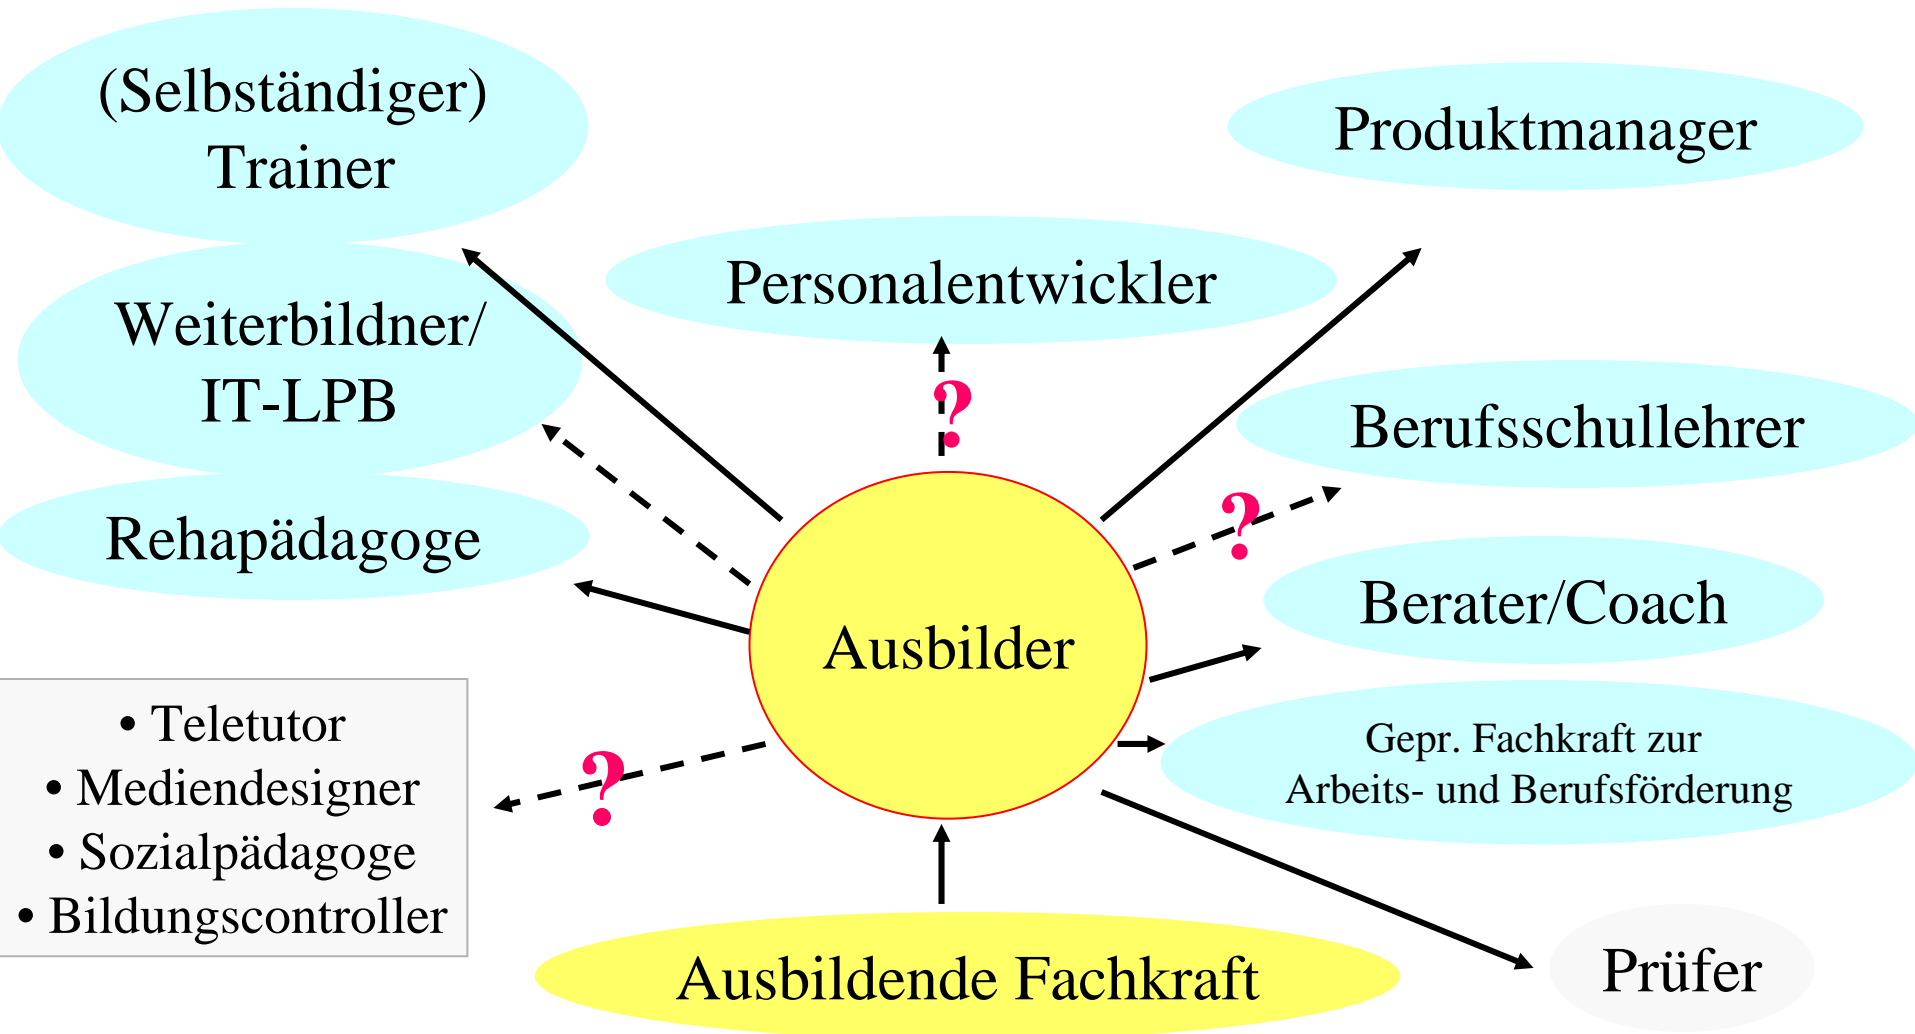 (Selbständiger)
Trainer
Produktmanager
Personalentwickler
Weiterbildner/
IT-LPB
?
Berufsschullehrer
?
Rehapädagoge
Berater/Coach
Ausbilder
• Teletutor
• Mediendesigner
• Sozialpädagoge
• Bildungscontroller
?
Gepr. Fachkraft zur
Arbeits- und Berufsförderung
Ausbildende Fachkraft
Prüfer